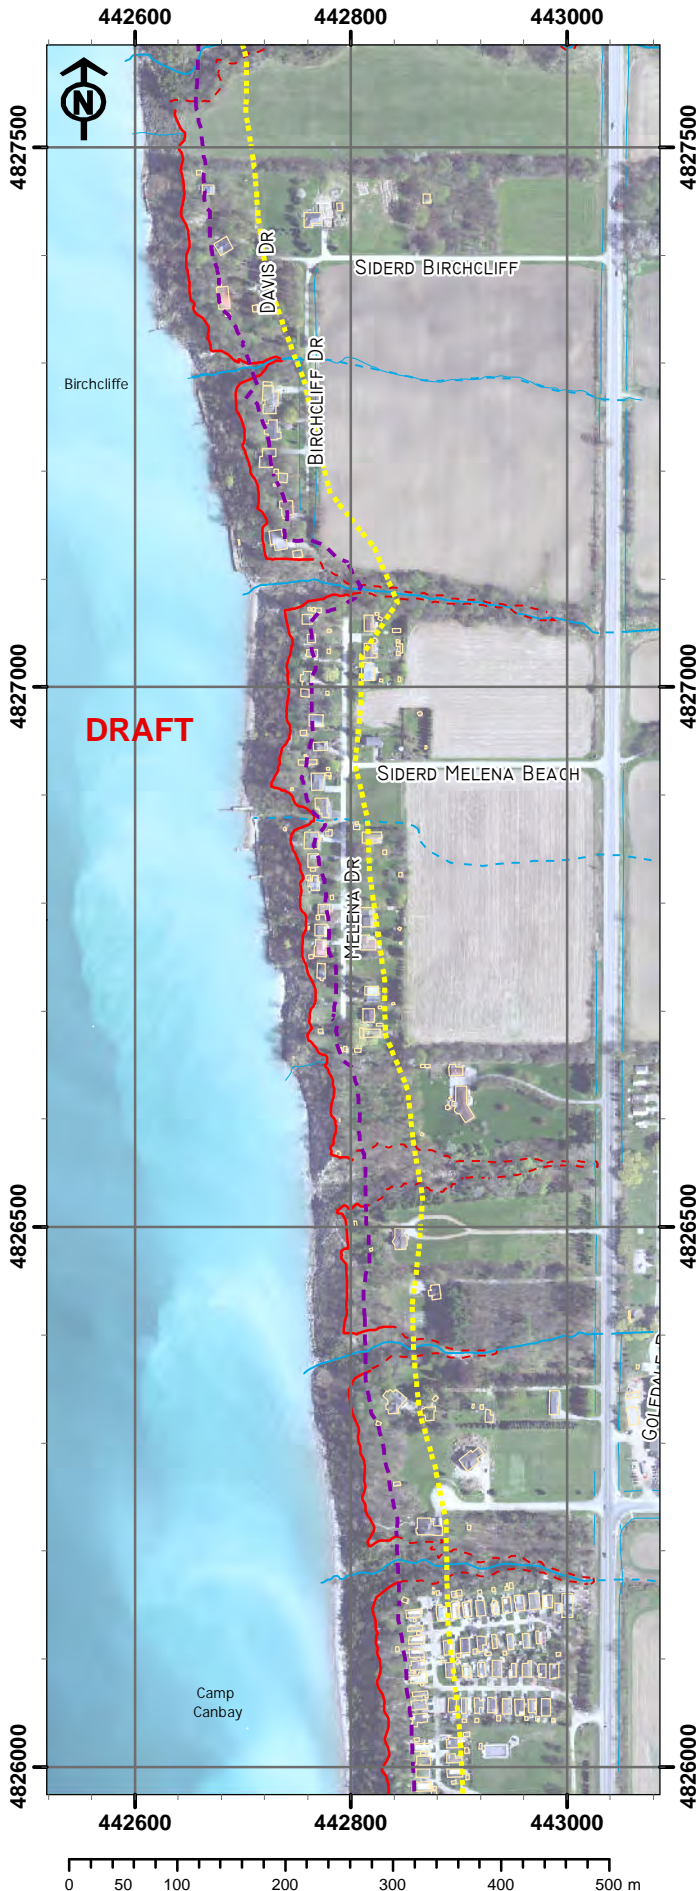 442600 442800 443000
N
4827500
4827500
DAVIS DR
SIDERD BIRCHCLIFF
BIRCHCLIFF DR
Birchcliffe
4827000
4827000
DRAFT
SIDERD MELENA BEACH
MELENA DR
4826500
4826500
Camp
Canbay
4826000
4826000
442600 442800 443000
0 50 100 200 300 400 500 m